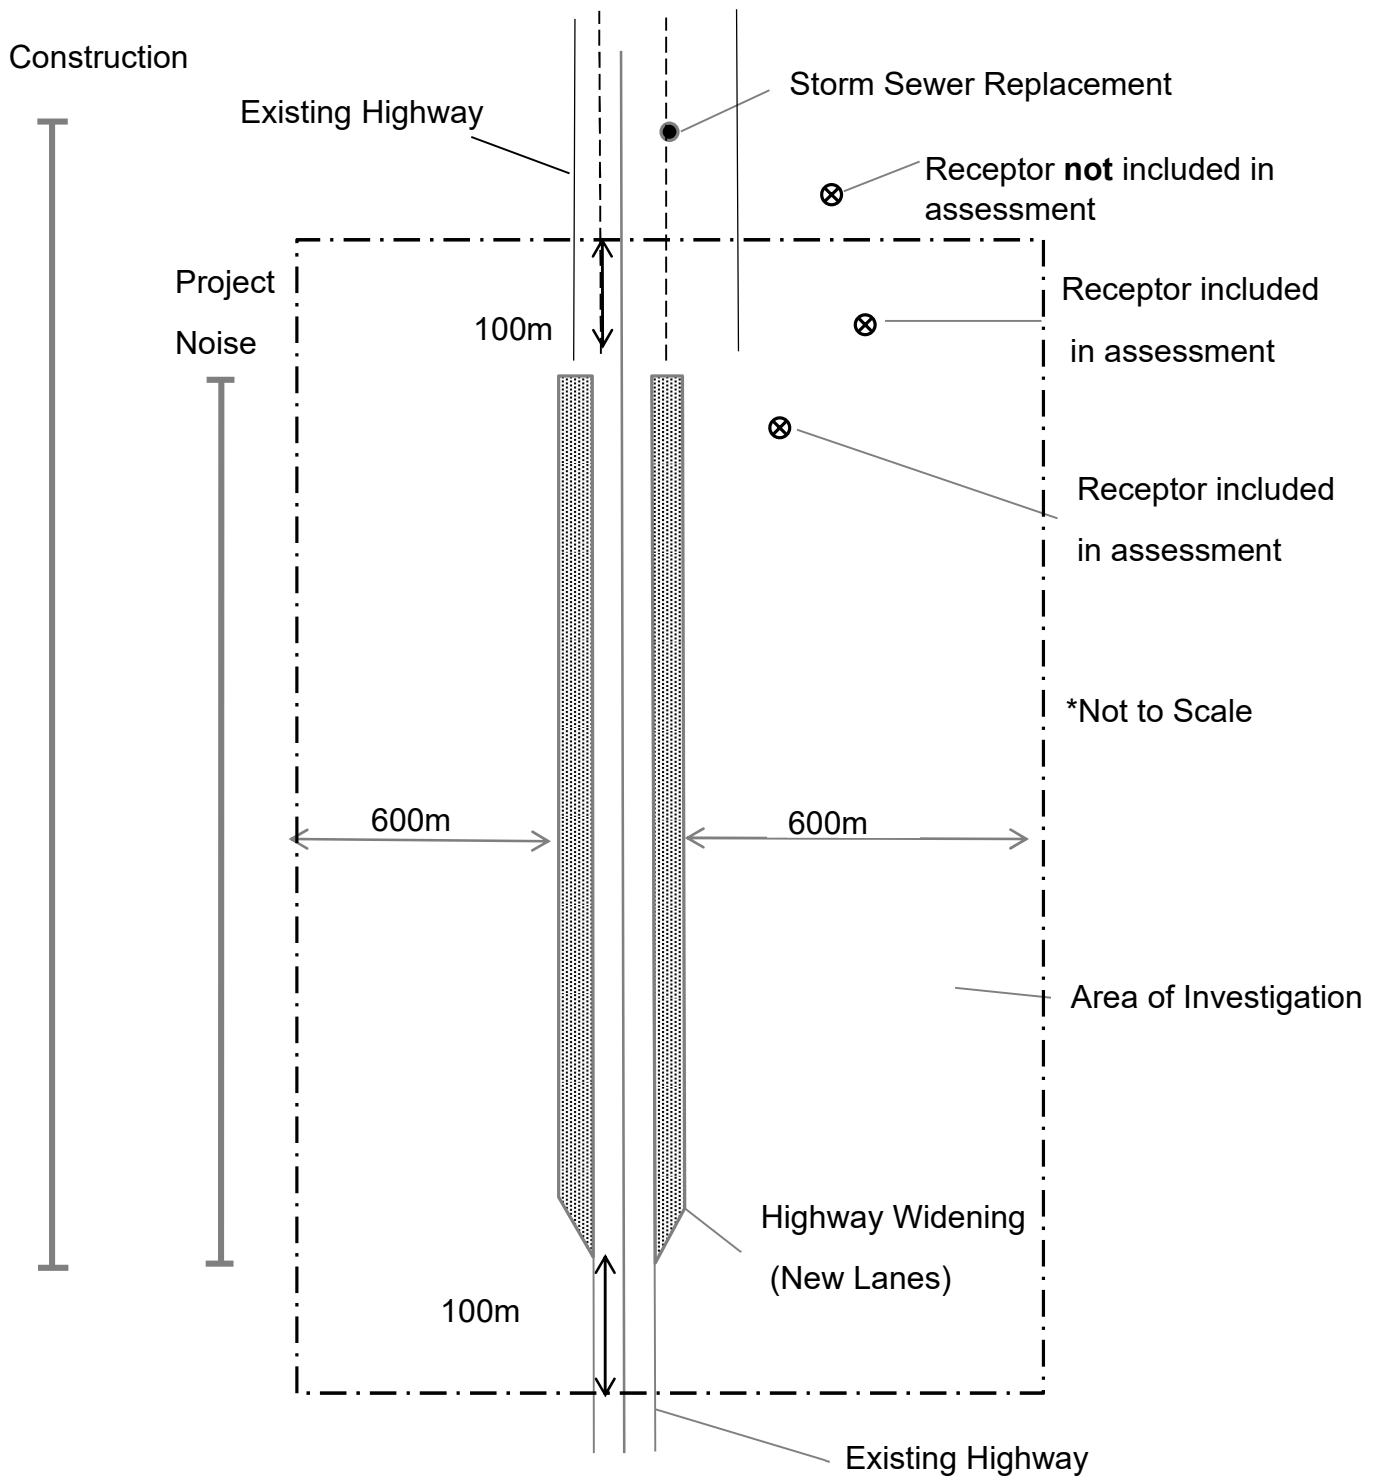 Construction
Storm Sewer Replacement
Existing Highway
Receptor not included in
assessment
Project
Noise
Receptor included
in assessment
100m
Receptor included
in assessment
*Not to Scale
600m
600m
Area of Investigation
Highway Widening
(New Lanes)
100m
Existing Highway